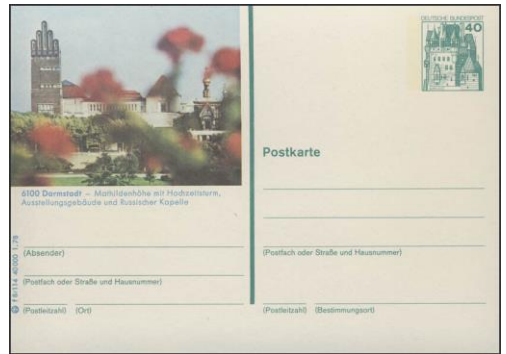 DEUTSCHE BUNDESPOST
40
Postkarte
6100 Darmstadt – Mathildenhöhe mit Hochzeitsturm,
Ausstellungsgebäude und Russischer Kapelle
(Absender)
(Postfach oder Straße und Hausnummer)
(Postfach oder Straße und Hausnummer)
(Postleitzahl) (Ort)
(Postleitzahl) (Bestimmungsort)